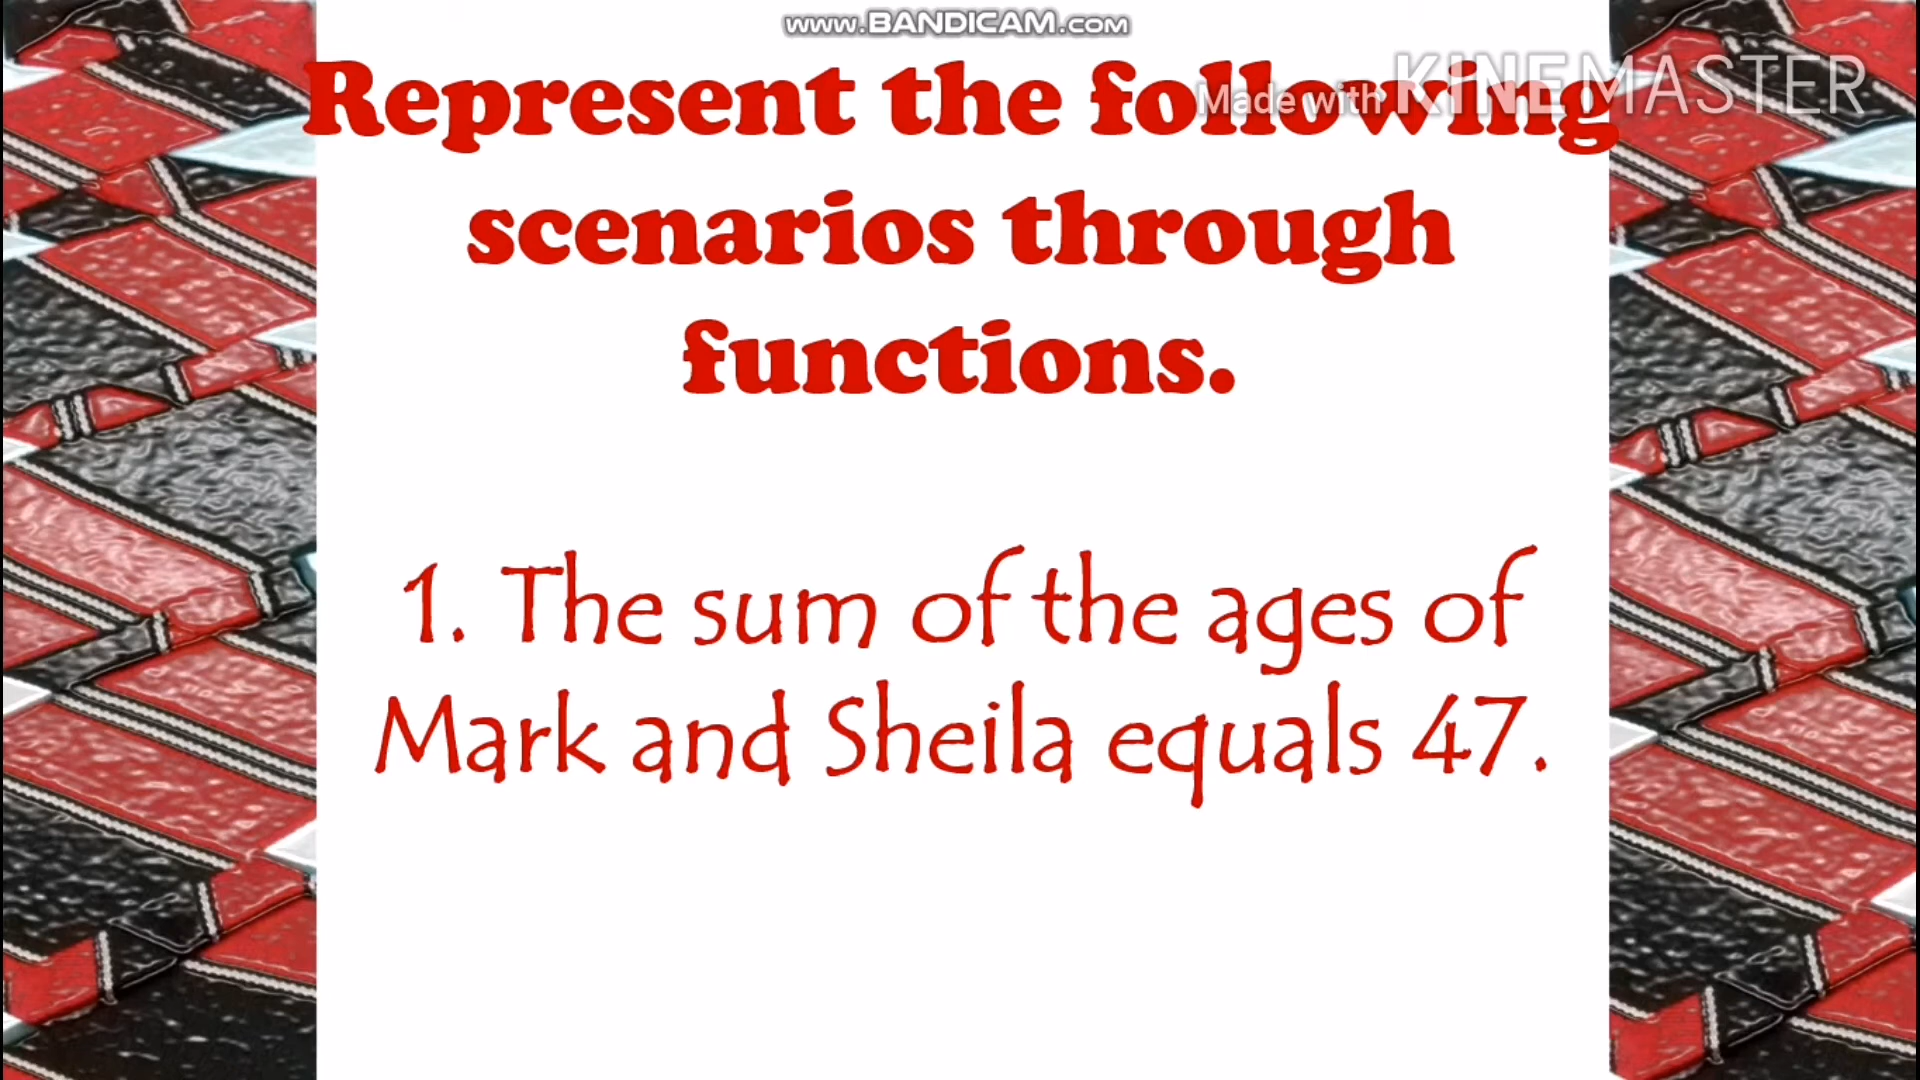 www.BANDICAM.com
Made with KINEMASTER
Represent the following
scenarios through
functions.
1. The sum of the ages of
Mark and Sheila equals 47.